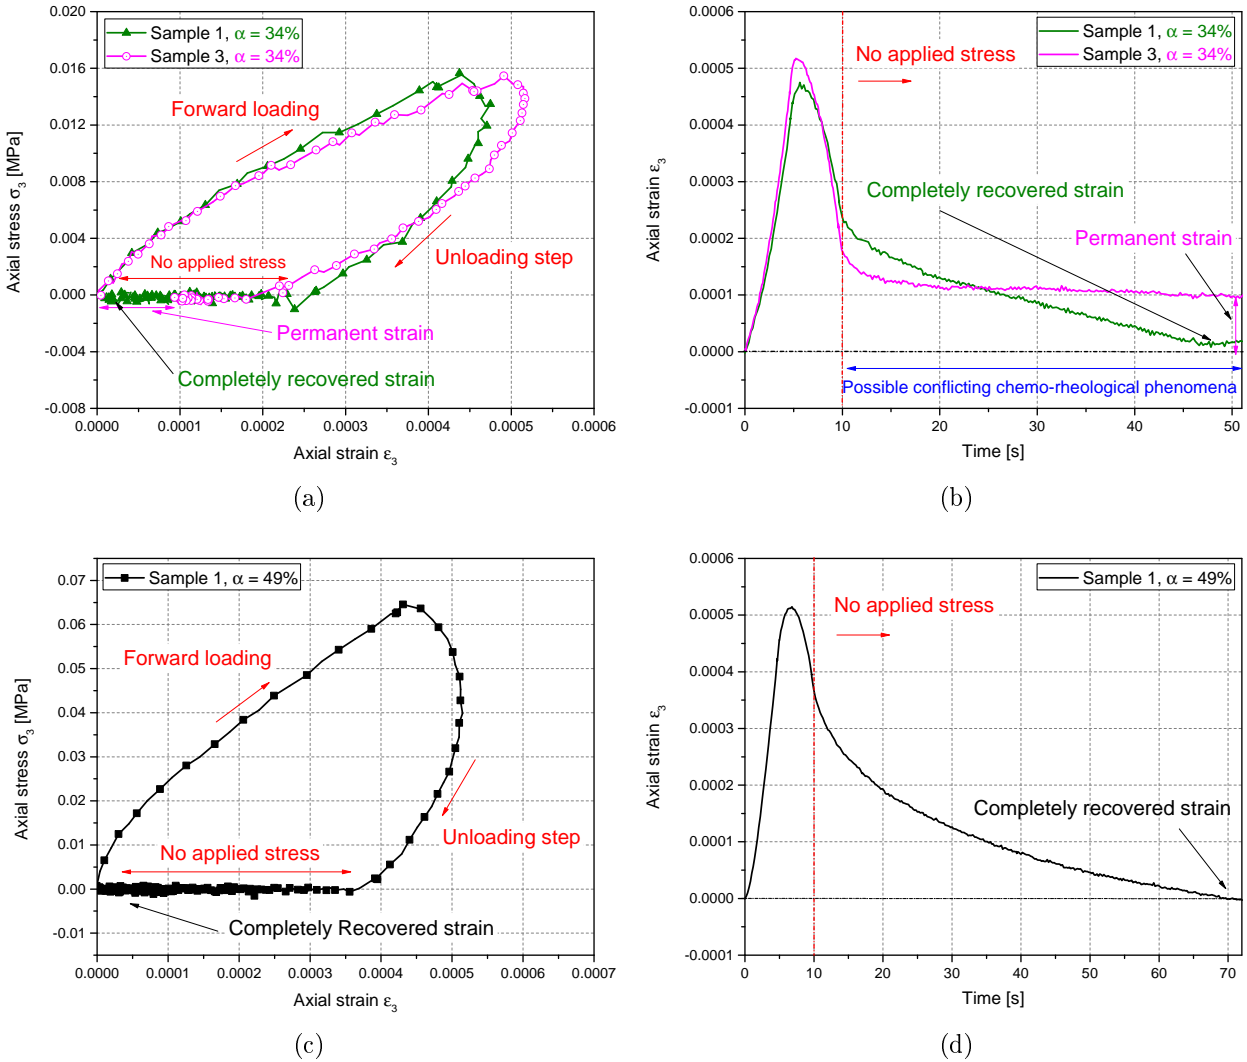 Sample 1, α = 34%
Sample 3, α = 34%
Forward loading
No applied stress
Unloading step
Permanent strain
Completely recovered strain
0.020
0.016
0.012
0.008
0.004
0.000
-0.004
-0.008
Axial stress σ3 [MPa]
0.0000 0.0001 0.0002 0.0003 0.0004 0.0005 0.0006
Axial strain ε3
(a)
Sample 1, α = 34%
Sample 3, α = 34%
No applied stress
Completely recovered strain
Permanent strain
Possible conflicting chemo-rheological phenomena
0.0006
0.0005
0.0004
0.0003
0.0002
0.0001
0.0000
-0.0001
Axial strain ε3
0 10 20 30 40 50
Time [s]
(b)
Sample 1, α = 49%
Forward loading
Unloading step
No applied stress
Completely Recovered strain
0.07
0.06
0.05
0.04
0.03
0.02
0.01
0.00
-0.01
Axial stress σ3 [MPa]
0.0000 0.0001 0.0002 0.0003 0.0004 0.0005 0.0006 0.0007
Axial strain ε3
(c)
Sample 1, α = 49%
No applied stress
Completely recovered strain
0.0006
0.0005
0.0004
0.0003
0.0002
0.0001
0.0000
-0.0001
Axial strain ε3
0 10 20 30 40 50 60 70
Time [s]
(d)